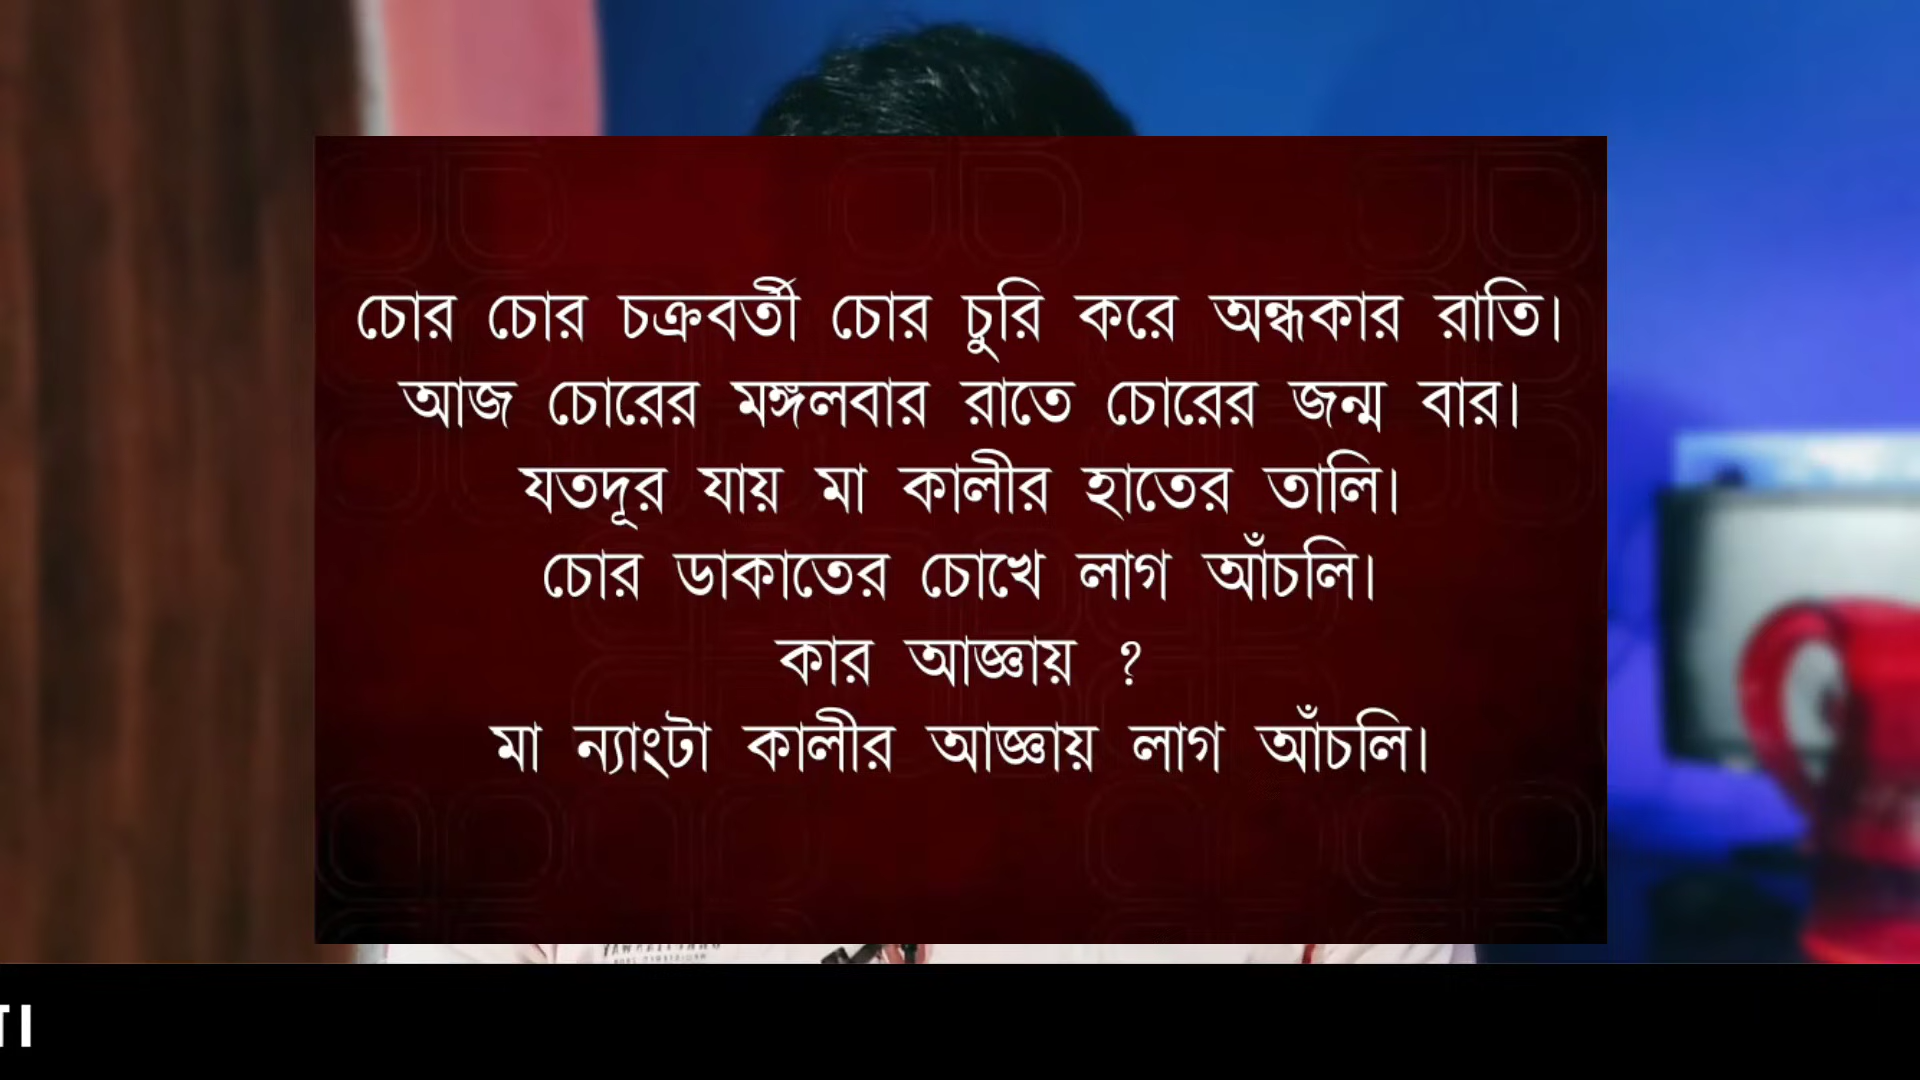 চোর চোর চক্রবর্তী চোর চুরি করে অন্ধকার রাতি।
আজ চোরের মঙ্গলবার রাতে চোরের জন্ম বার।
যতদূর যায় মা কালীর হাতের তালি।
চোর ডাকাতের চোখে লাগ আঁচলি।
কার আজ্ঞায় ?
মা ন্যাংটা কালীর আজ্ঞায় লাগ আঁচলি।